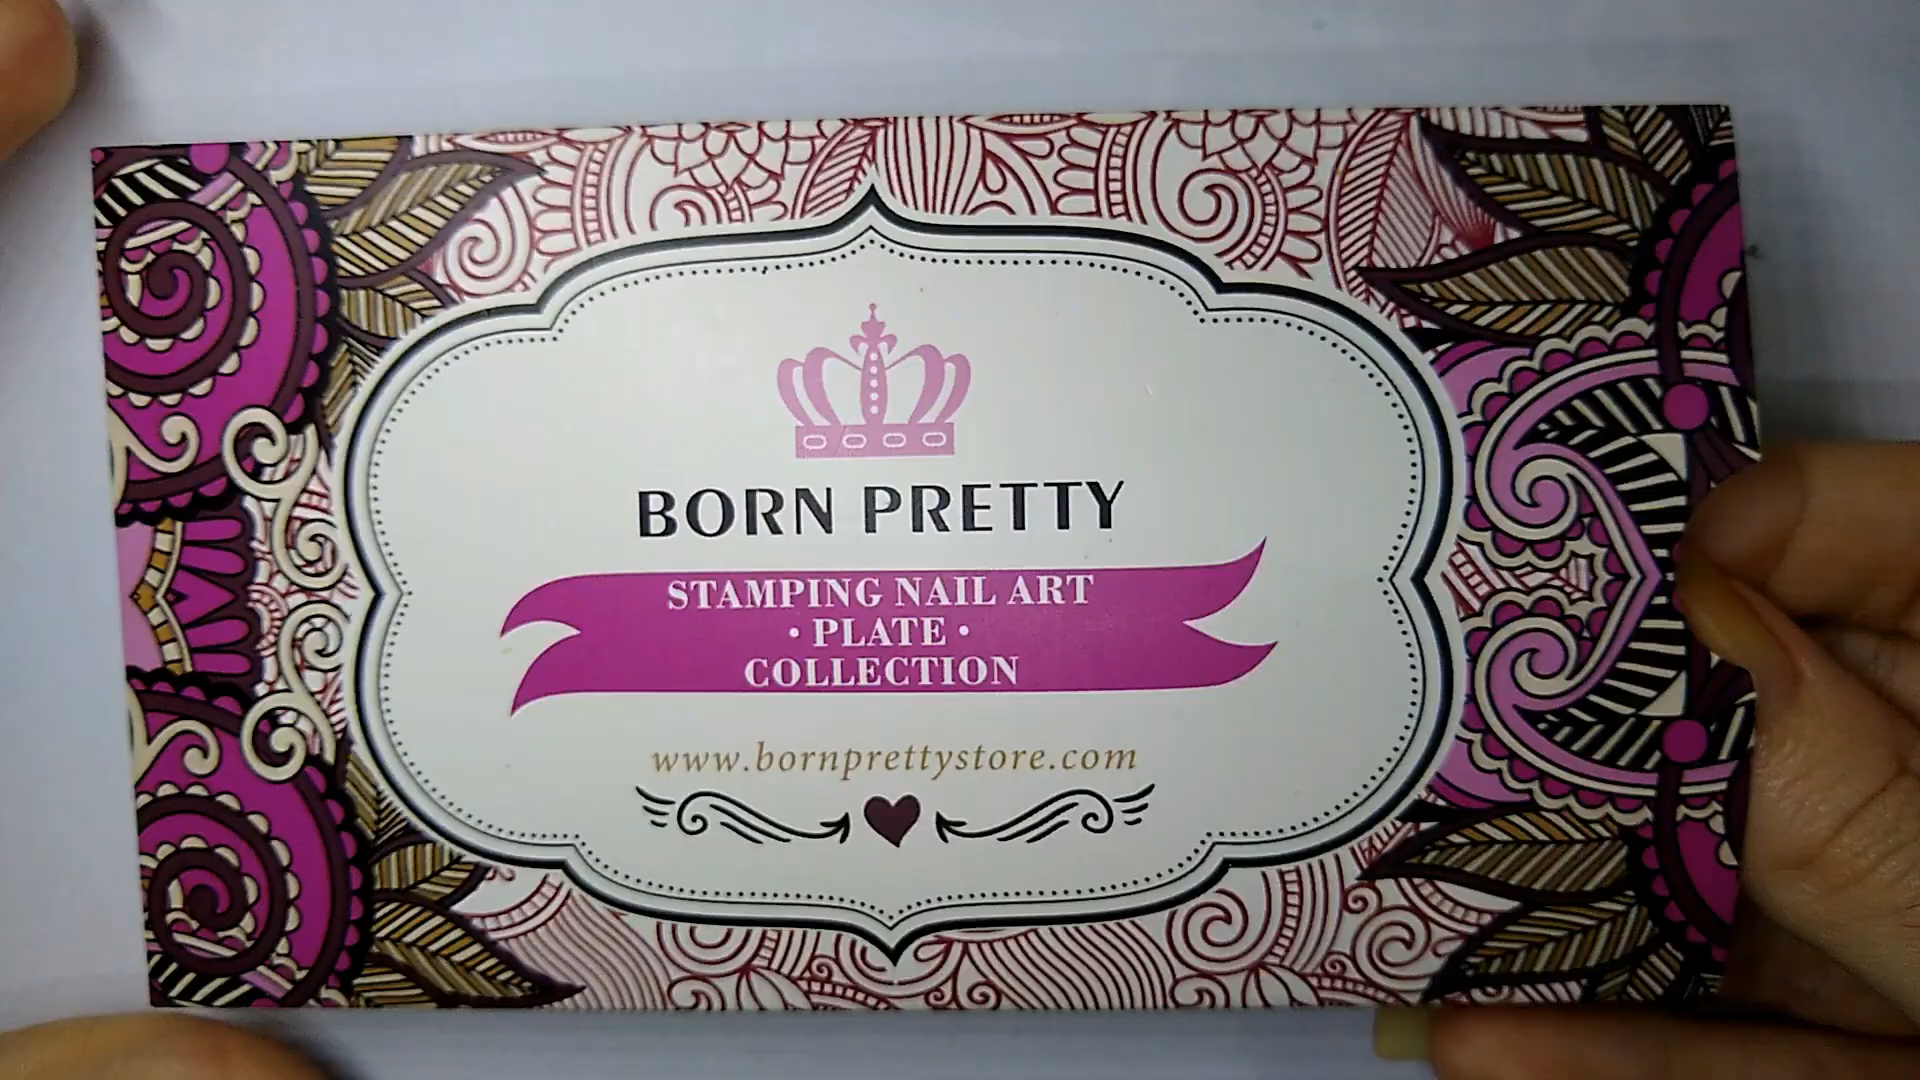 BORN PRETTY
STAMPING NAIL ART
• PLATE •
COLLECTION
www.bornprettystore.com